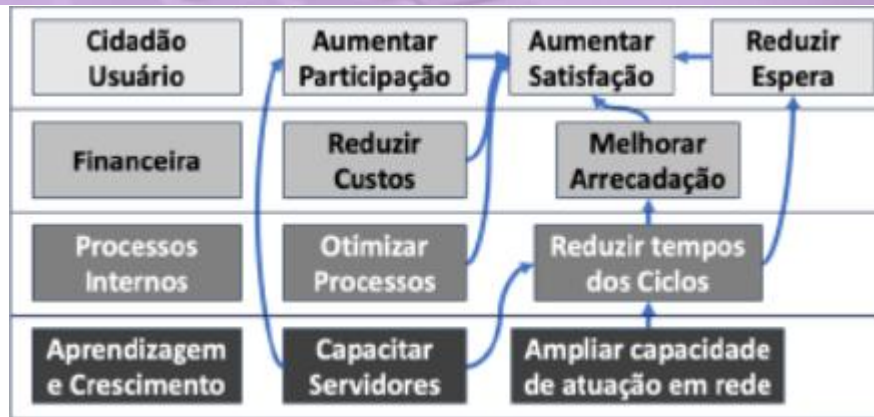 Cidadão
Usuário
Aumentar
Participação
Aumentar
Satisfação
Reduzir
Espera
Financeira
Reduzir
Custos
Melhorar
Arrecadação
Processos
Internos
Otimizar
Processos
Reduzir tempos
dos Ciclos
Aprendizagem
e Crescimento
Capacitar
Servidores
Ampliar capacidade
de atuação em rede